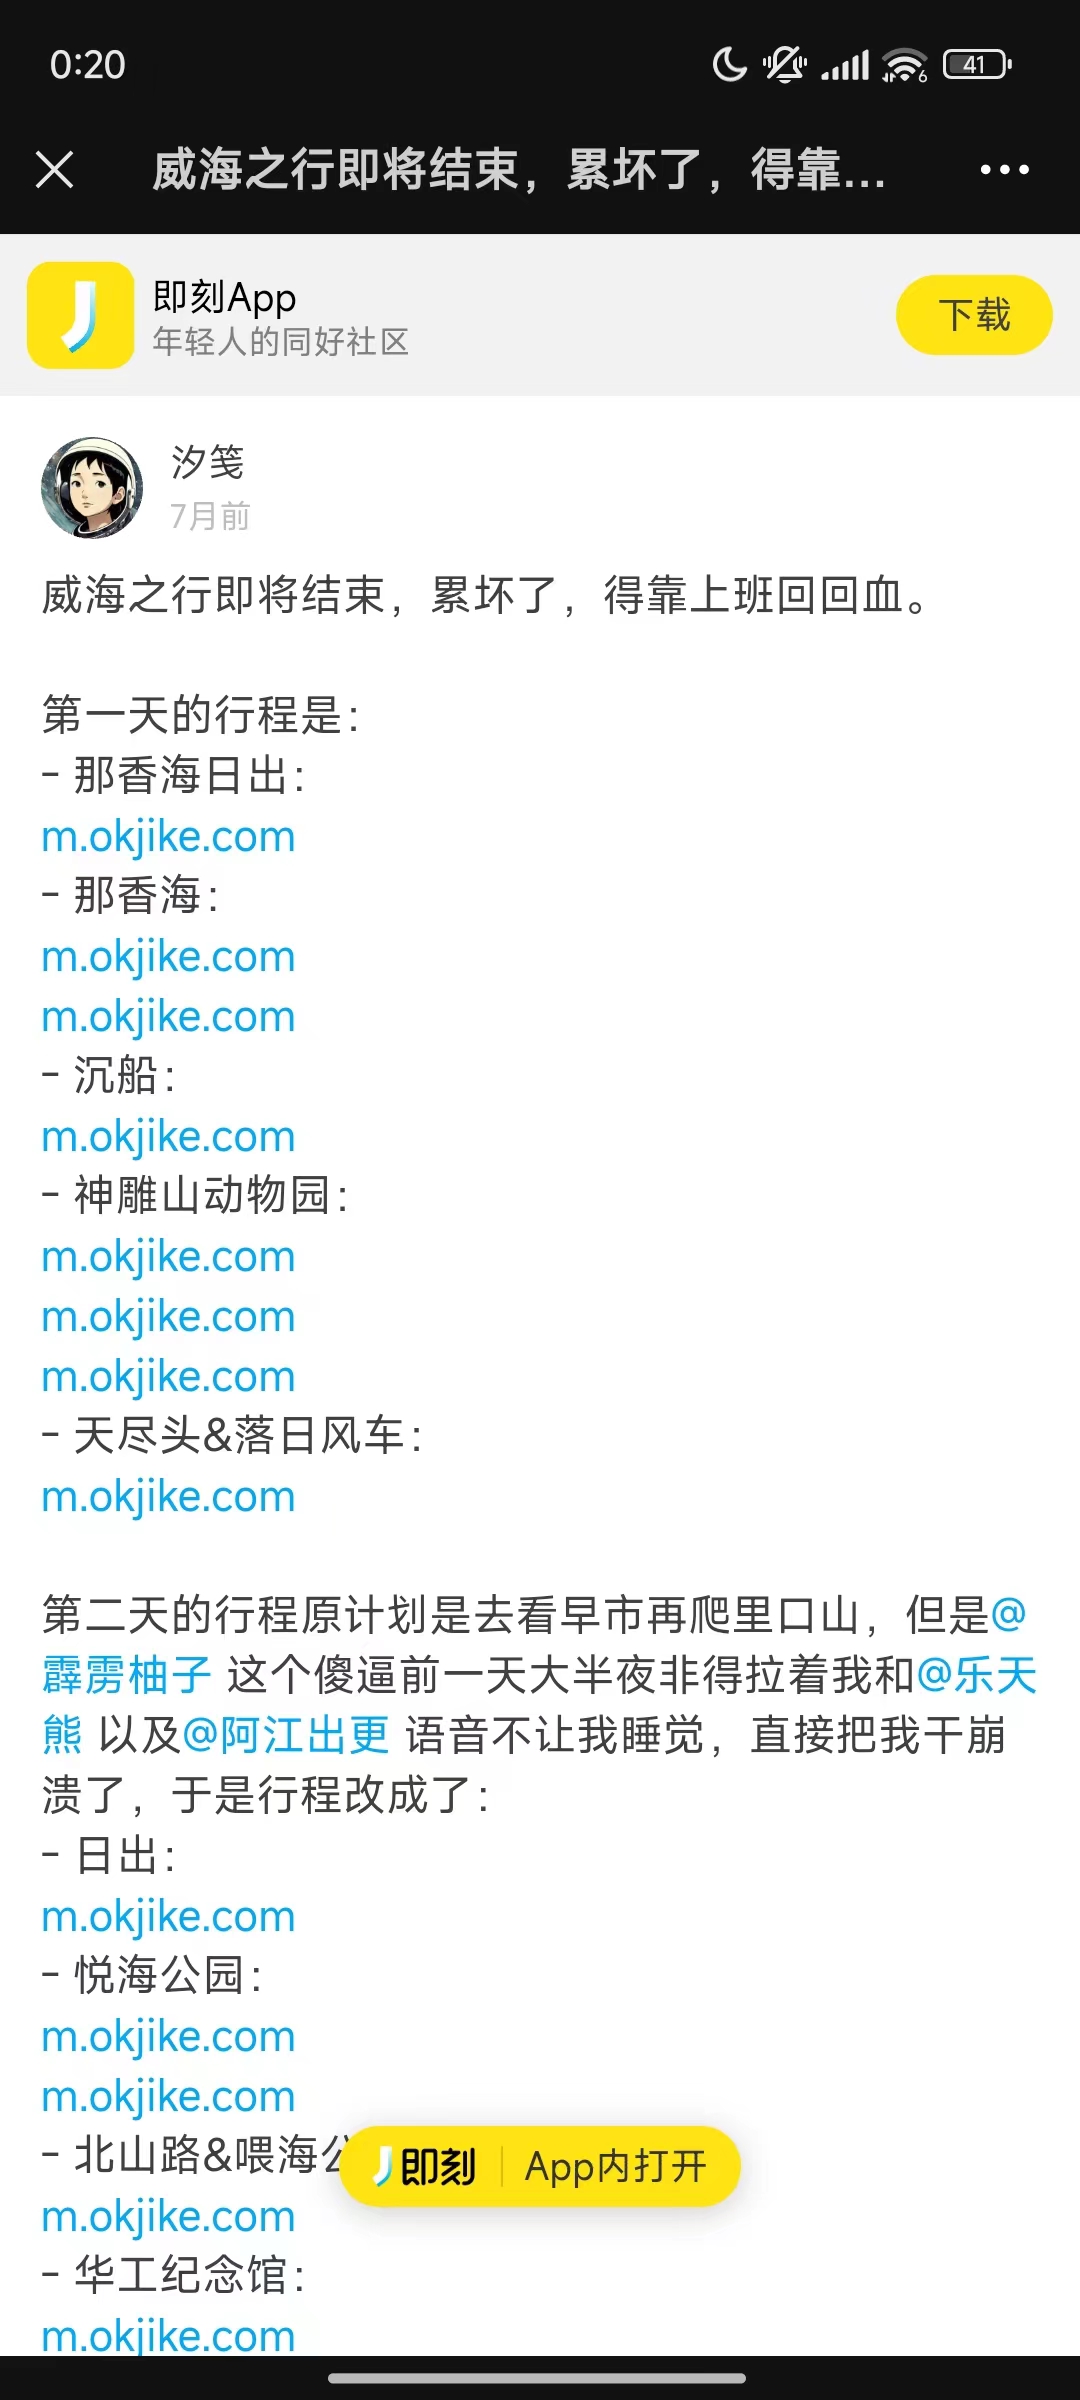 0:20
6
41
威海之行即将结束，累坏了，得靠...
即刻App
年轻人的同好社区
下载
汐笺
7月前
威海之行即将结束，累坏了，得靠上班回回血。
第一天的行程是：
- 那香海日出：
m.okjike.com
- 那香海：
m.okjike.com
m.okjike.com
- 沉船：
m.okjike.com
- 神雕山动物园：
m.okjike.com
m.okjike.com
m.okjike.com
- 天尽头&落日风车：
m.okjike.com
第二天的行程原计划是去看早市再爬里口山，但是@
霹雳柚子 这个傻逼前一天大半夜非得拉着我和@乐天
熊 以及@阿江出更 语音不让我睡觉，直接把我干崩
溃了，于是行程改成了：
- 日出：
m.okjike.com
- 悦海公园：
m.okjike.com
m.okjike.com
- 北山路&喂海公
即刻 App内打开
m.okjike.com
- 华工纪念馆：
m.okjike.com